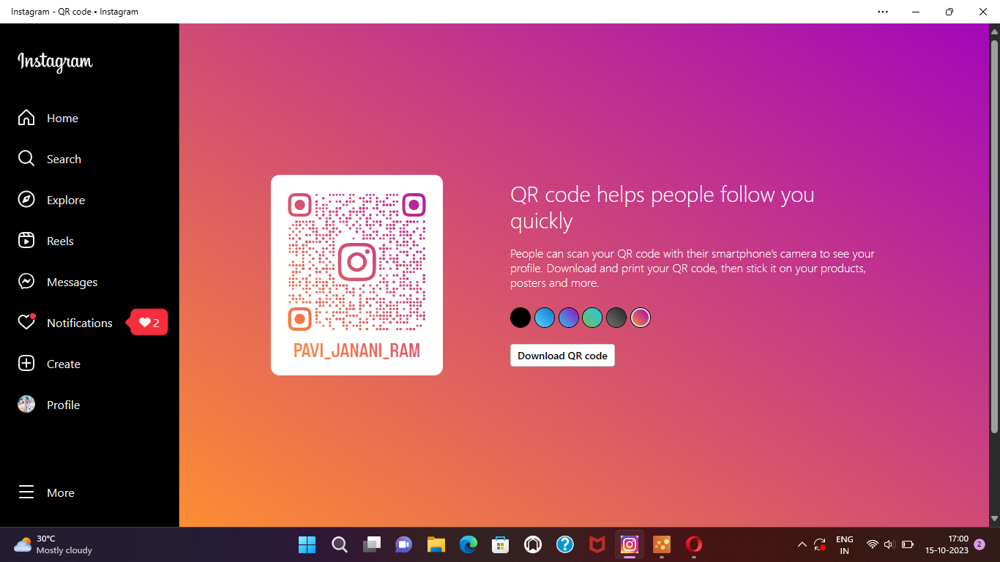 Instagram - QR code • Instagram
Instagram
Home
Search
Explore
Reels
Messages
Notifications
2
Create
Profile
More
PAVI_JANANI_RAM
QR code helps people follow you
quickly
People can scan your QR code with their smartphone's camera to see your
profile. Download and print your QR code, then stick it on your products,
posters and more.
Download QR code
30°C
Mostly cloudy
ENG
IN
17:00
15-10-2023
2